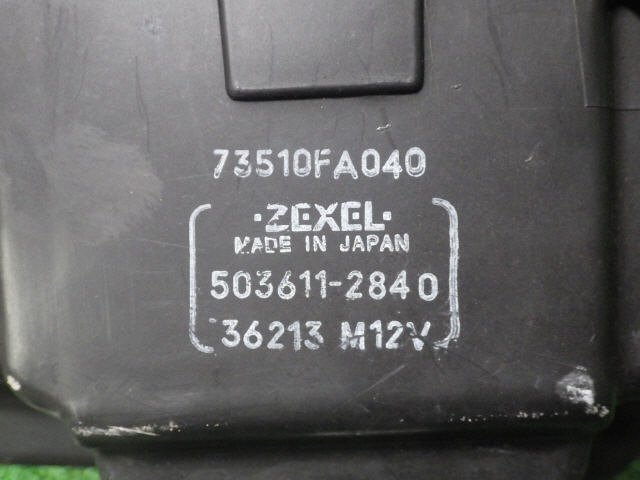 73510FA040
·ZEXEL·
MADE IN JAPAN
503611-2840
36213 M12V